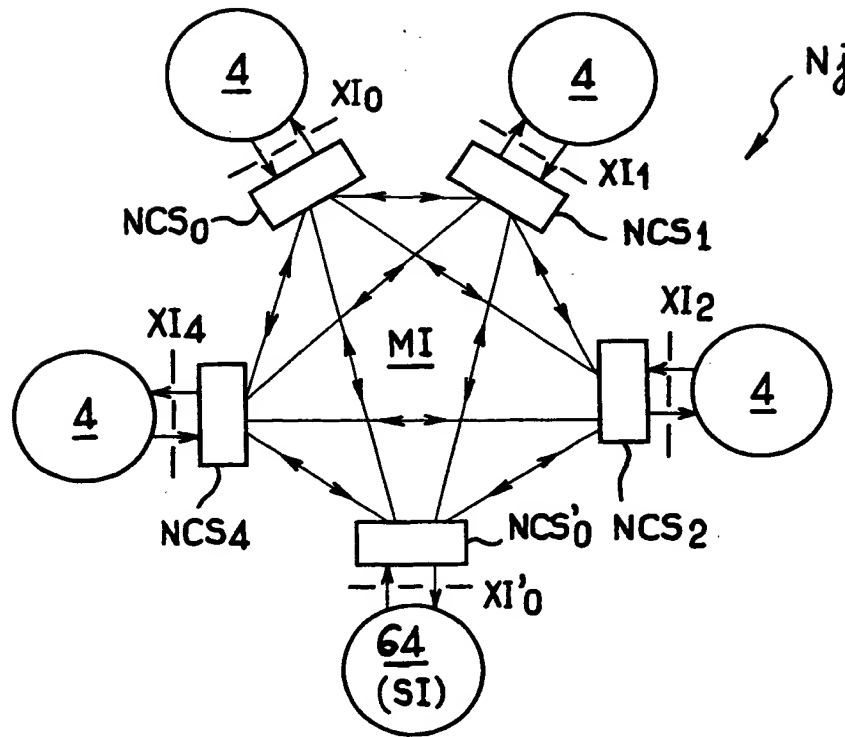 4
4
Nj
XI0
XI1
NCS0
NCS1
XI4
XI2
MI
4
4
NCS4
NCS'0
NCS2
XI'0
64
(SI)